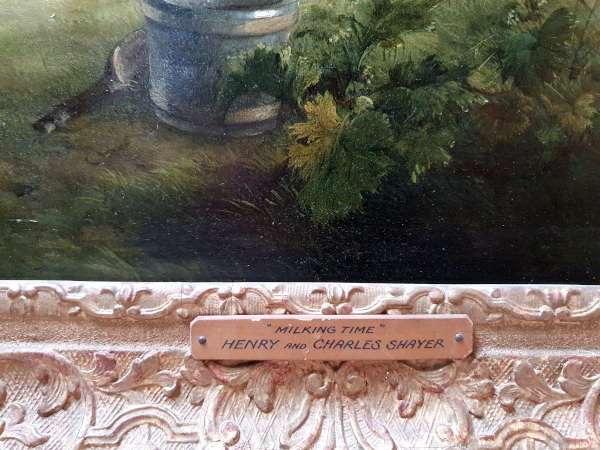 "MILKING TIME"
HENRY AND CHARLES SHAYER